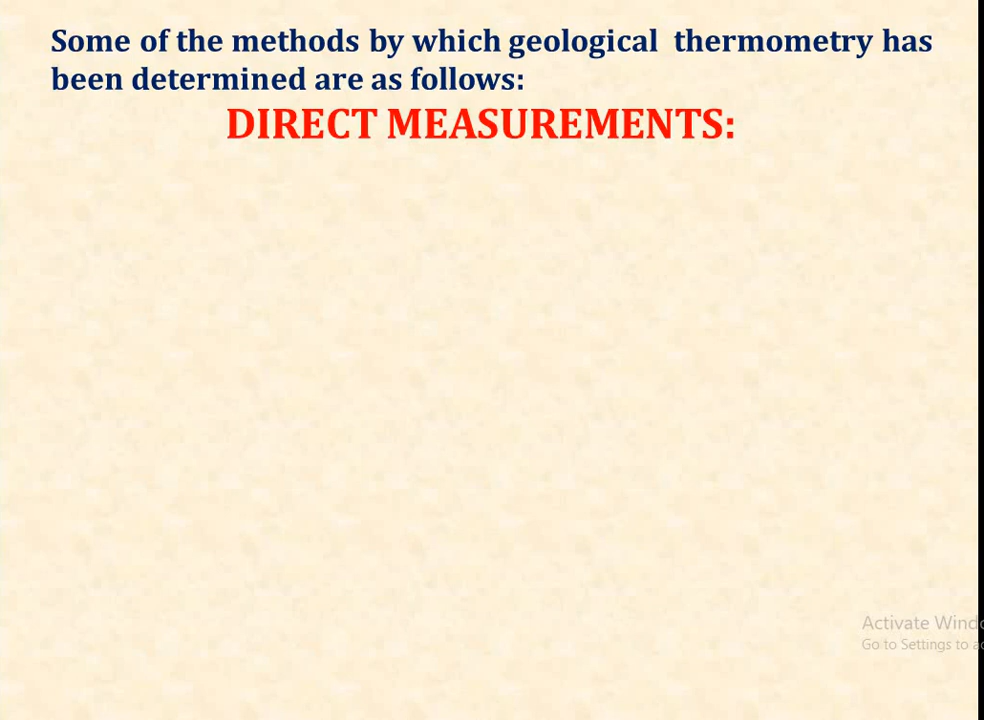 Some of the methods by which geological  thermometry has
been determined are as follows:
DIRECT MEASUREMENTS:
Activate
Go to Settings to